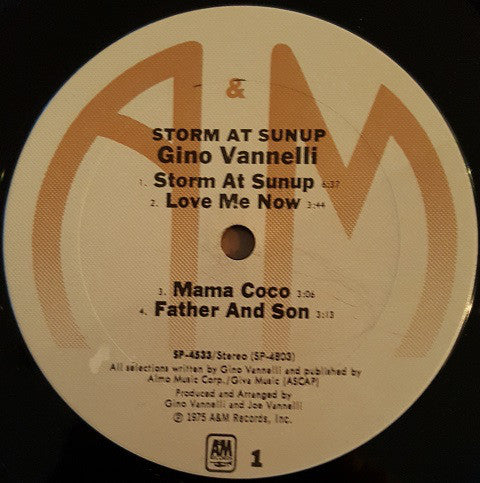 A & M
STORM AT SUNUP
Gino Vannelli
1. Storm At Sunup 6:37
2. Love Me Now 3:44
3. Mama Coco 3:06
4. Father And Son 3:13
SP-4533/Stereo (SP-4803)
All selections written by Gino Vannelli and published by
Almo Music Corp./Giva Music (ASCAP)
Produced and Arranged by
Gino Vannelli and Joe Vannelli
℗ 1975 A&M Records, Inc.
A&M 1